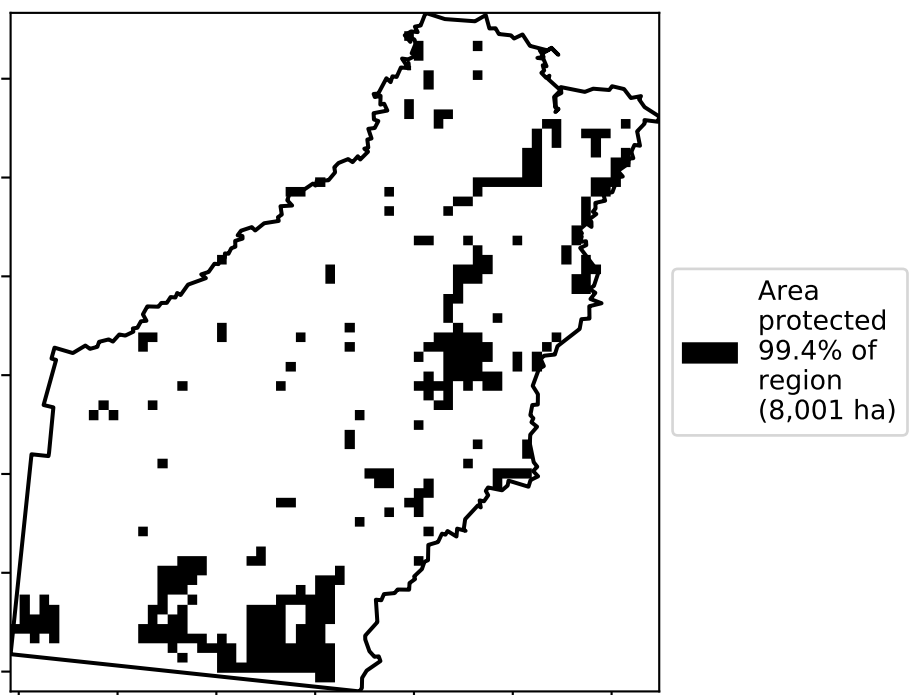 Area
protected
99.4% of
region
(8,001 ha)